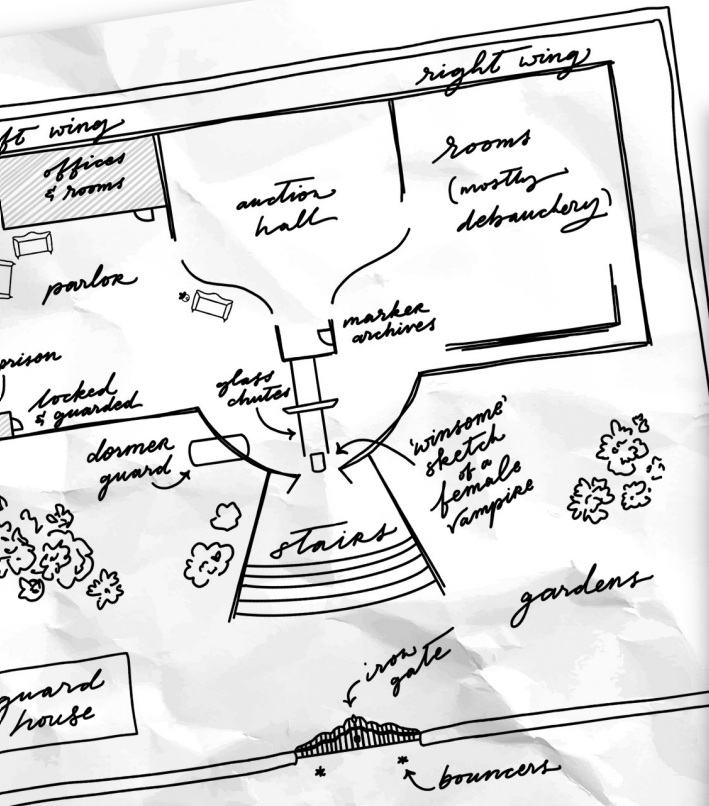 right wing
ft wing
offices
& rooms
auction
hall
rooms
(mostly
debauchery)
parlor
marker
archives
prison
locked
& guarded
glass
chutes
dormer
guard
'winsome'
sketch
of a
female
vampire
stairs
gardens
iron
gate
guard
house
bouncers